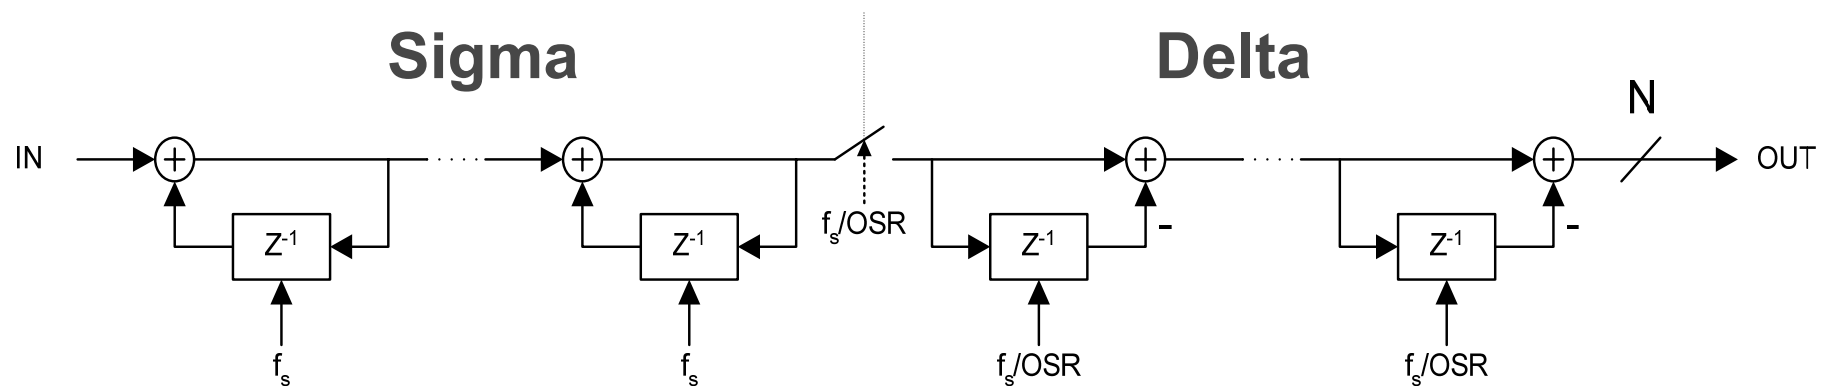 Sigma
Delta
N
IN
+
+
+
+
OUT
fs/OSR
Z-1
Z-1
Z-1
-
Z-1
-
fs
fs
fs/OSR
fs/OSR